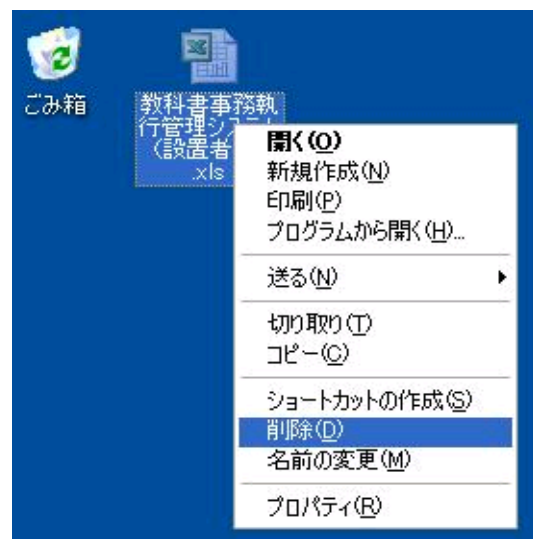 ごみ箱
教科書事務執
行管理システム
(設置者
.xls
開く(O)
新規作成(N)
印刷(P)
プログラムから開く(H)...
送る(N)
切り取り(T)
コピー(C)
ショートカットの作成(S)
削除(D)
名前の変更(M)
プロパティ(R)